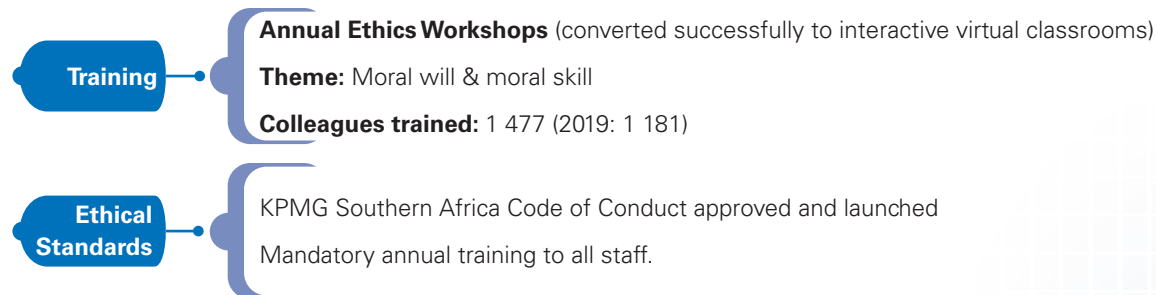 Training
Annual Ethics Workshops (converted successfully to interactive virtual classrooms)
Theme: Moral will & moral skill
Colleagues trained: 1 477 (2019: 1 181)
Ethical
Standards
KPMG Southern Africa Code of Conduct approved and launched
Mandatory annual training to all staff.